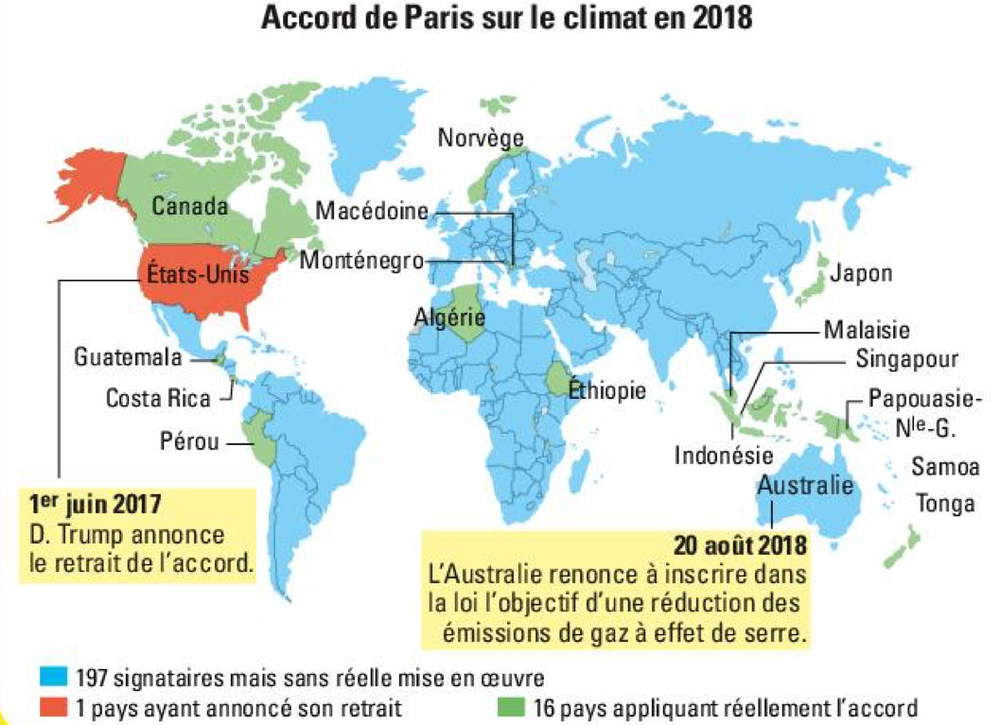 Accord de Paris sur le climat en 2018
Norvège
Canada
Macédoine
Monténegro
États-Unis
Japon
Algérie
Malaisie
Guatemala
Singapour
Costa Rica
Éthiopie
Papouasie-
Nle-G.
Pérou
Indonésie
Samoa
Australie
Tonga
1er juin 2017
D. Trump annonce
le retrait de l'accord.
20 août 2018
L'Australie renonce à inscrire dans
la loi l'objectif d'une réduction des
émissions de gaz à effet de serre.
197 signataires mais sans réelle mise en œuvre
1 pays ayant annoncé son retrait
16 pays appliquant réellement l'accord